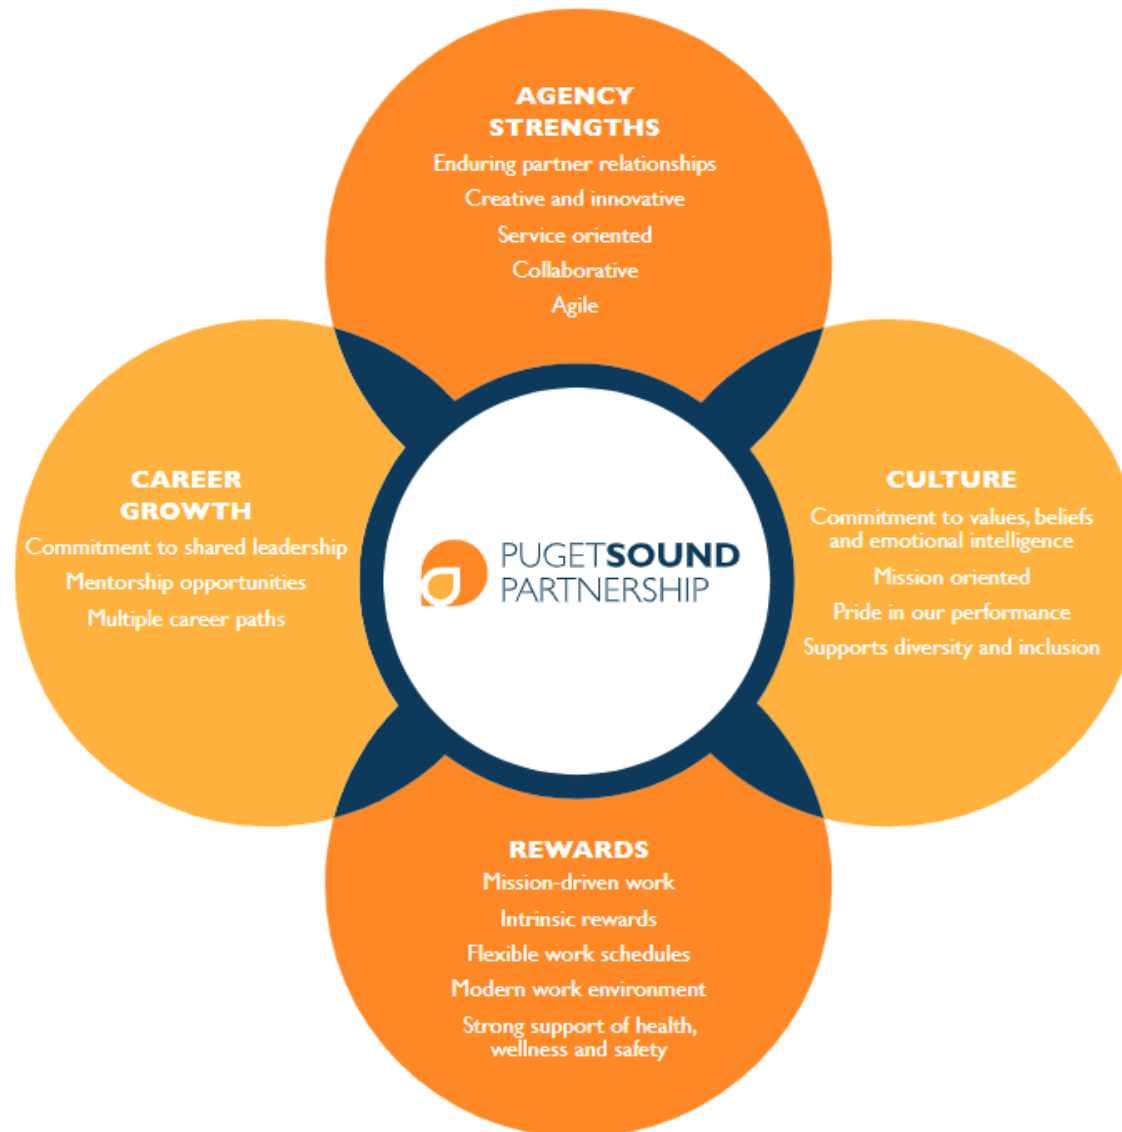 AGENCY
STRENGTHS
Enduring partner relationships
Creative and innovative
Service oriented
Collaborative
Agile
CAREER
GROWTH
Commitment to shared leadership
Mentorship opportunities
Multiple career paths
PUGETSOUND
PARTNERSHIP
CULTURE
Commitment to values, beliefs
and emotional intelligence
Mission oriented
Pride in our performance
Supports diversity and inclusion
REWARDS
Mission-driven work
Intrinsic rewards
Flexible work schedules
Modern work environment
Strong support of health,
wellness and safety